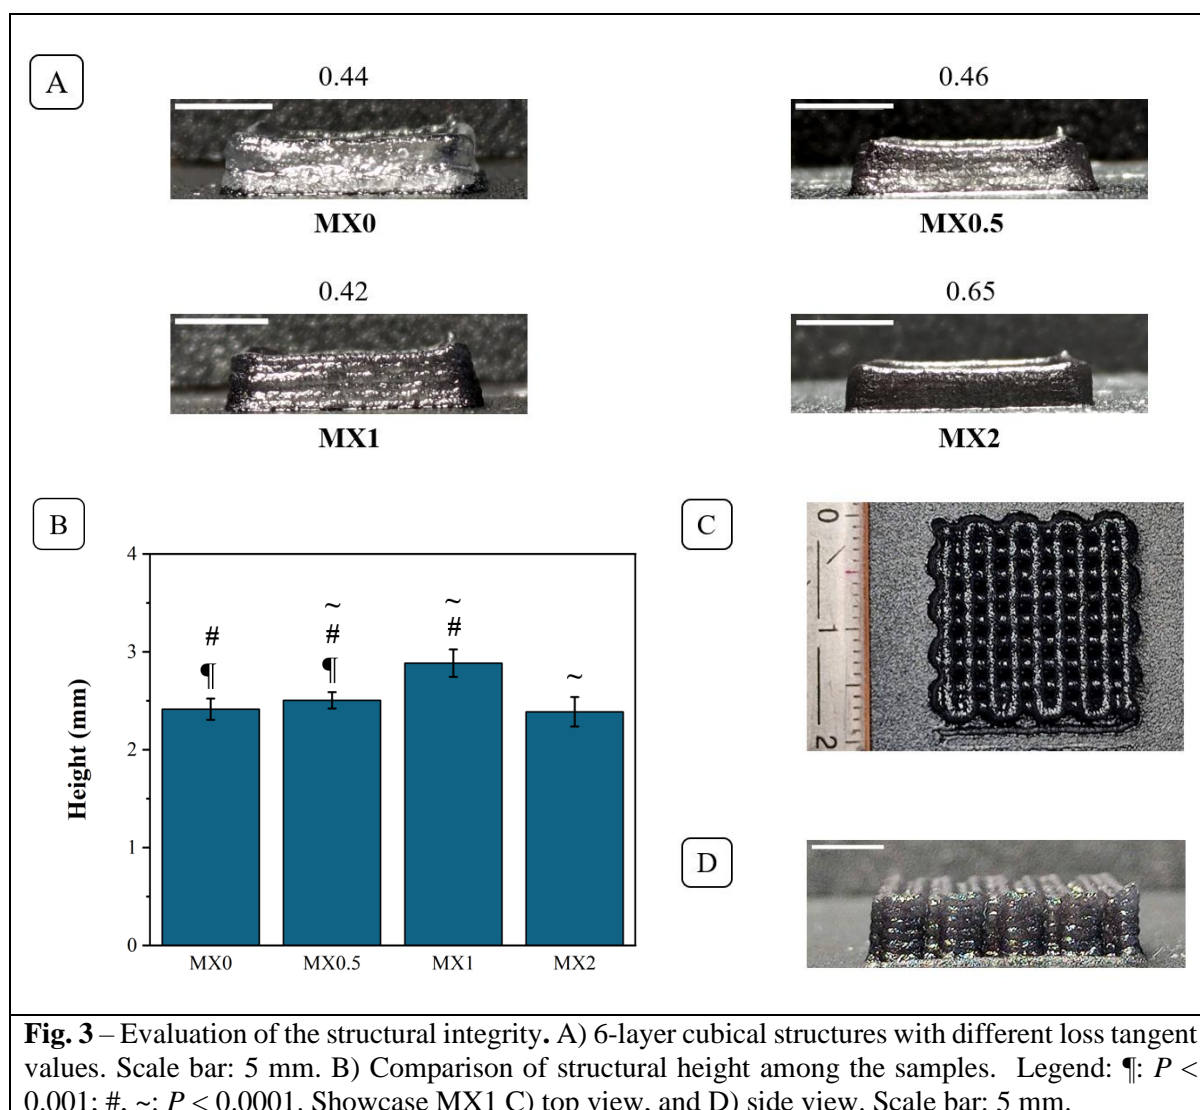 A
0.44
0.46
MX0
MX0.5
0.42
0.65
MX1
MX2
B
Height (mm)
4
3
2
1
0
#
¶
~
#
¶
~
#
~
MX0
MX0.5
MX1
MX2
C
0
1
2
D
Fig. 3 – Evaluation of the structural integrity. A) 6-layer cubical structures with different loss tangent
values. Scale bar: 5 mm. B) Comparison of structural height among the samples. Legend: ¶: P <
0.001; #, ~: P < 0.0001. Showcase MX1 C) top view, and D) side view. Scale bar: 5 mm.